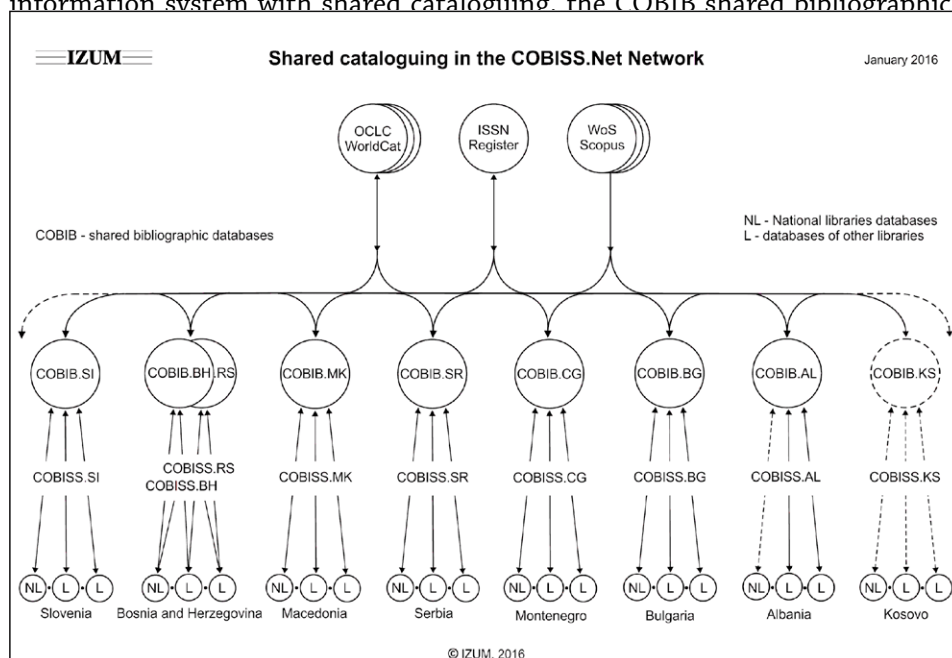 information system with shared cataloguing, the COBIB shared bibliographic
IZUM
Shared cataloguing in the COBISS.Net Network
January 2016
OCLC
WorldCat
ISSN
Register
WoS
Scopus
COBIB - shared bibliographic databases
NL - National libraries databases
L - databases of other libraries
COBIB.SI
COBIB.BH
.RS
COBIB.MK
COBIB.SR
COBIB.CG
COBIB.BG
COBIB.AL
COBIB.KS
COBISS.SI
COBISS.RS
COBISS.BH
COBISS.MK
COBISS.SR
COBISS.CG
COBISS.BG
COBISS.AL
COBISS.KS
NL L L
NL L L
NL L L
NL L L
NL L L
NL L L
NL L L
NL L L
Slovenia
Bosnia and Herzegovina
Macedonia
Serbia
Montenegro
Bulgaria
Albania
Kosovo
© IZUM, 2016